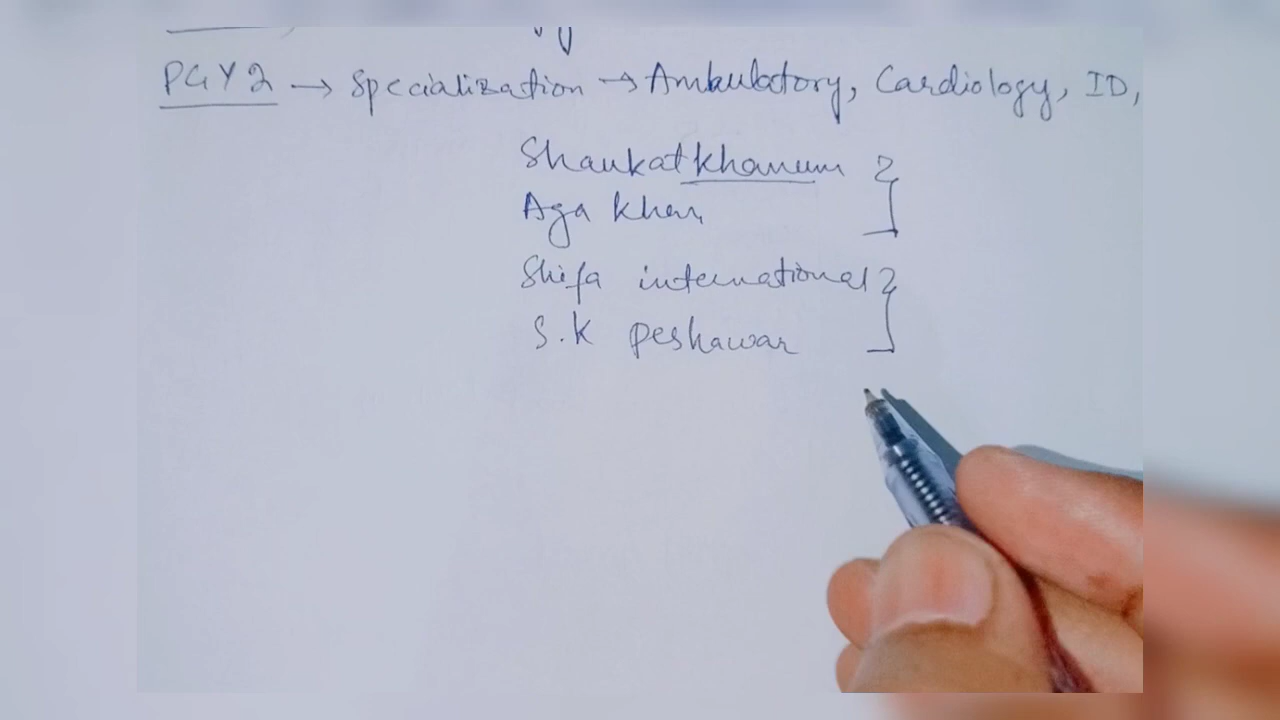 PGY2 → Specialization → Ambulatory, Cardiology, ID,
Shaukat khanum
Aga khan
Shifa international
S.K peshawar